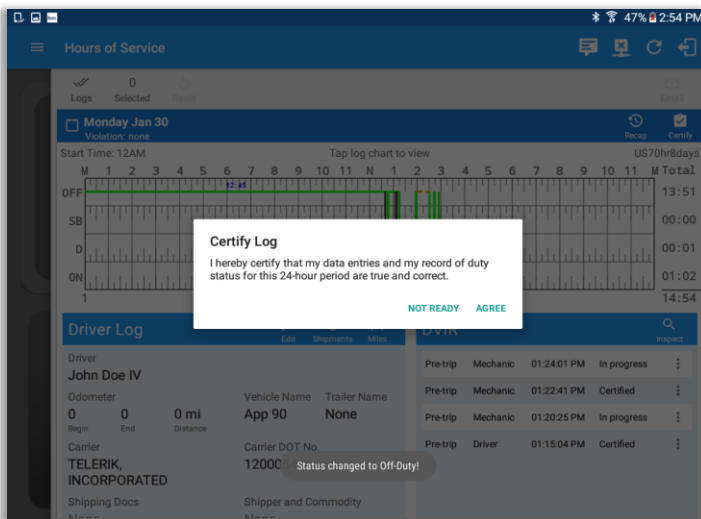 47% 2:54 PM
Hours of Service
Logs
0
Selected
Reset
Email
Monday Jan 30
Violation: none
Recap
Certify
Start Time: 12AM
Tap log chart to view
US70hr8days
M 1 2 3 4 5 6 7 8 9 10 11 N 1 2 3 4 5 6 7 8 9 10 11 M Total
12:45
OFF 13:51
SB 00:00
D 00:01
ON 01:02
1 14:54
Certify Log
I hereby certify that my data entries and my record of duty
status for this 24-hour period are true and correct.
NOT READY AGREE
Driver Log
Edit Shipments Miles
Driver
John Doe IV
Odometer Vehicle Name Trailer Name
0 0 0 mi App 90 None
Begin End Distance
Carrier Carrier DOT No.
TELERIK,
INCORPORATED
Shipping Docs Shipper and Commodity
None None
DVIR
Inspect
Pre-trip Mechanic 01:24:01 PM In progress
Pre-trip Mechanic 01:22:41 PM Certified
Pre-trip Mechanic 01:20:25 PM In progress
Pre-trip Driver 01:15:04 PM Certified
Status changed to Off-Duty!